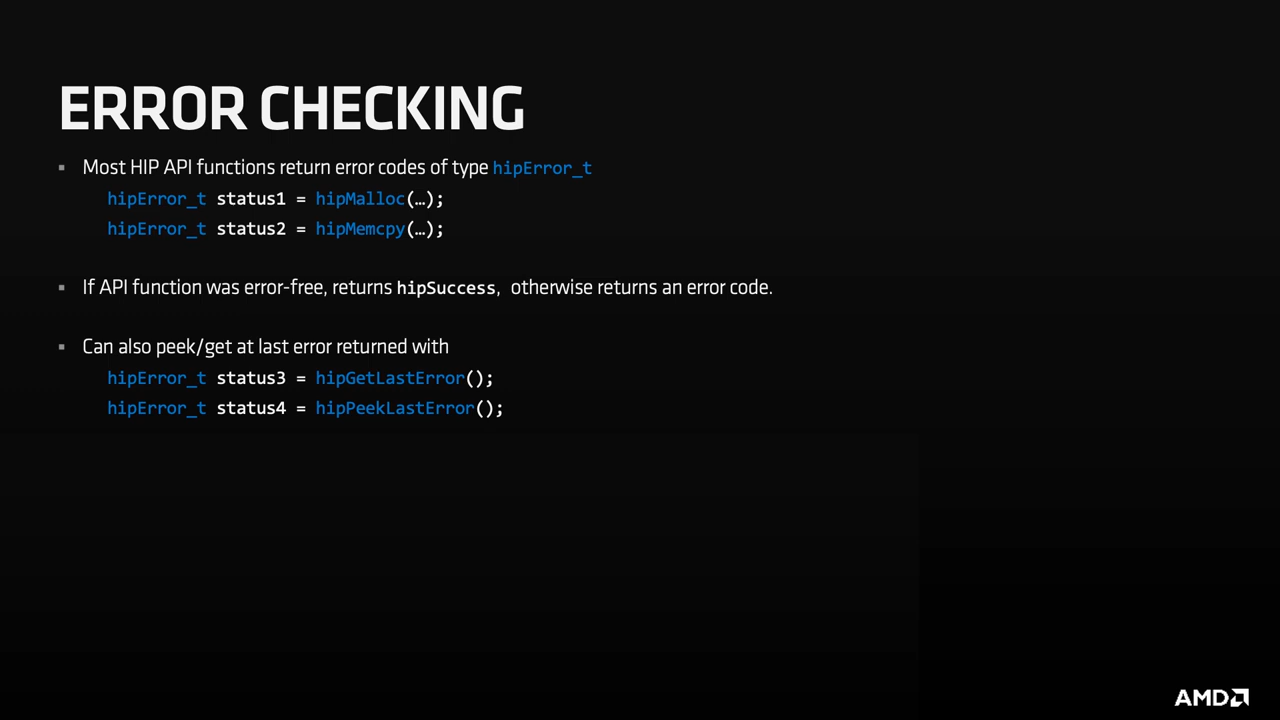 ERROR CHECKING
▪ Most HIP API functions return error codes of type hipError_t
hipError_t status1 = hipMalloc(…);
hipError_t status2 = hipMemcpy(…);
▪ If API function was error-free, returns hipSuccess, otherwise returns an error code.
▪ Can also peek/get at last error returned with
hipError_t status3 = hipGetLastError();
hipError_t status4 = hipPeekLastError();
AMD